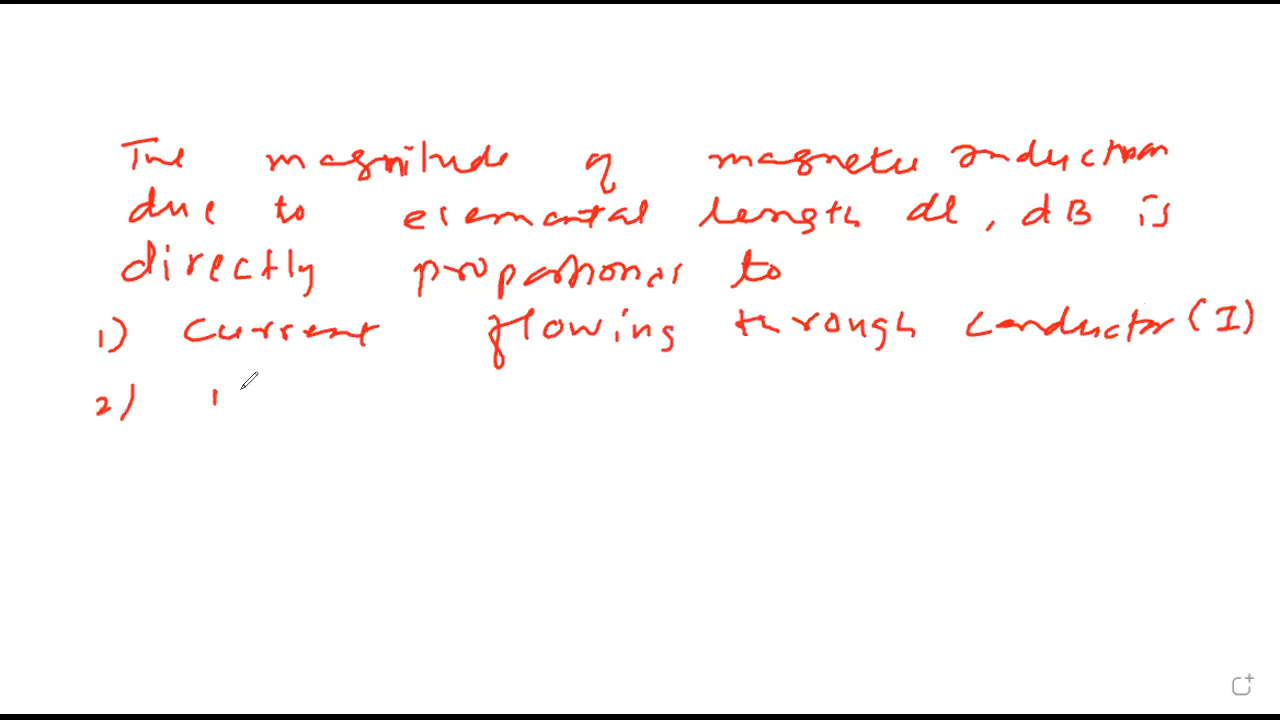 The magnitude of magnetic induction
due to elemental length dl, dB is
directly proportional to
1) Current flowing through conductor (I)
2)